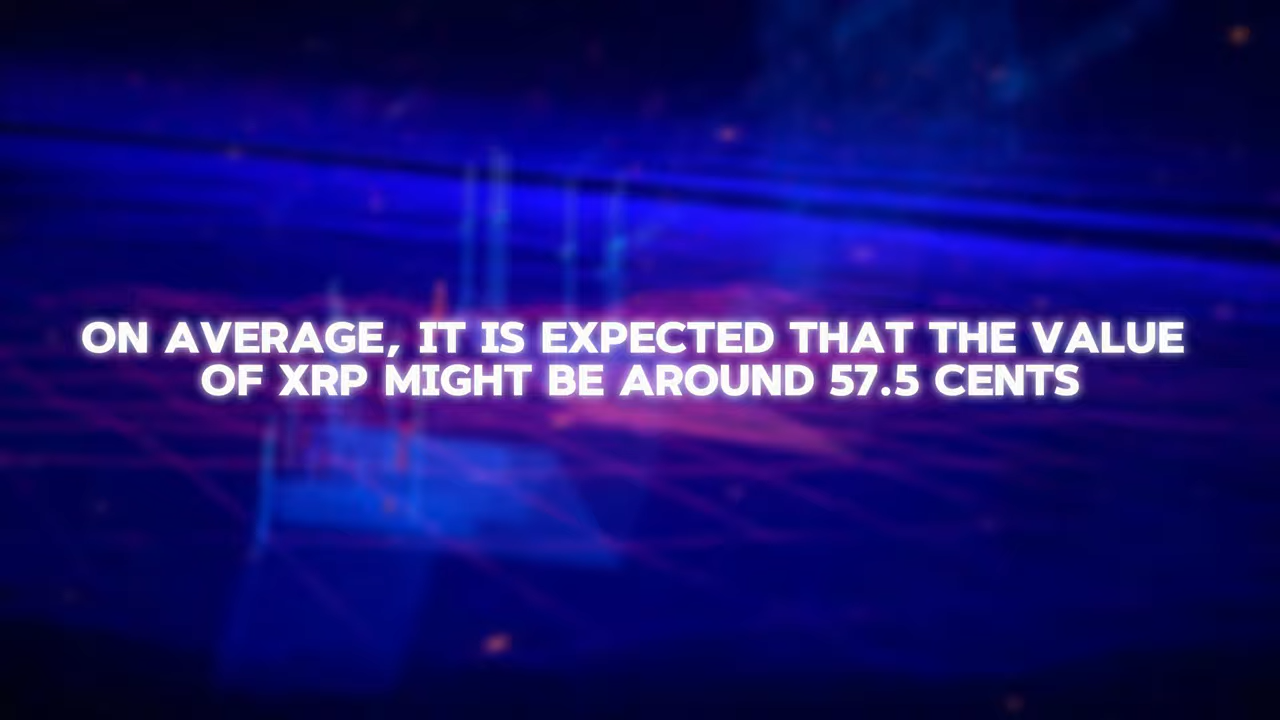 ON AVERAGE, IT IS EXPECTED THAT THE VALUE
OF XRP MIGHT BE AROUND 57.5 CENTS